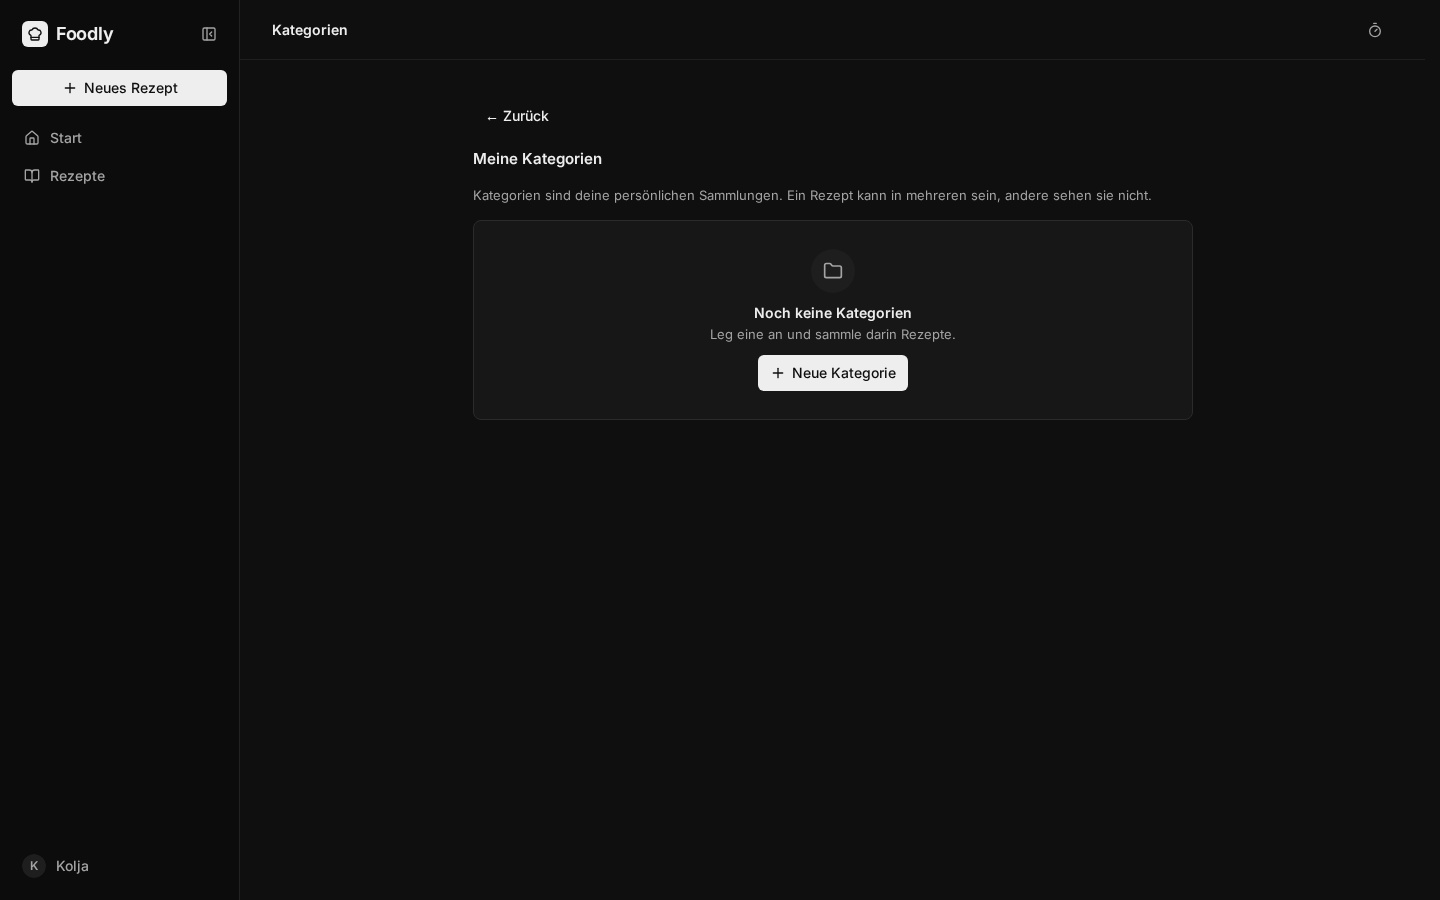 Foodly
Neues Rezept
Start
Rezepte
Kategorien
← Zurück
Meine Kategorien
Kategorien sind deine persönlichen Sammlungen. Ein Rezept kann in mehreren sein, andere sehen sie nicht.
Noch keine Kategorien
Leg eine an und sammle darin Rezepte.
Neue Kategorie
K
Kolja